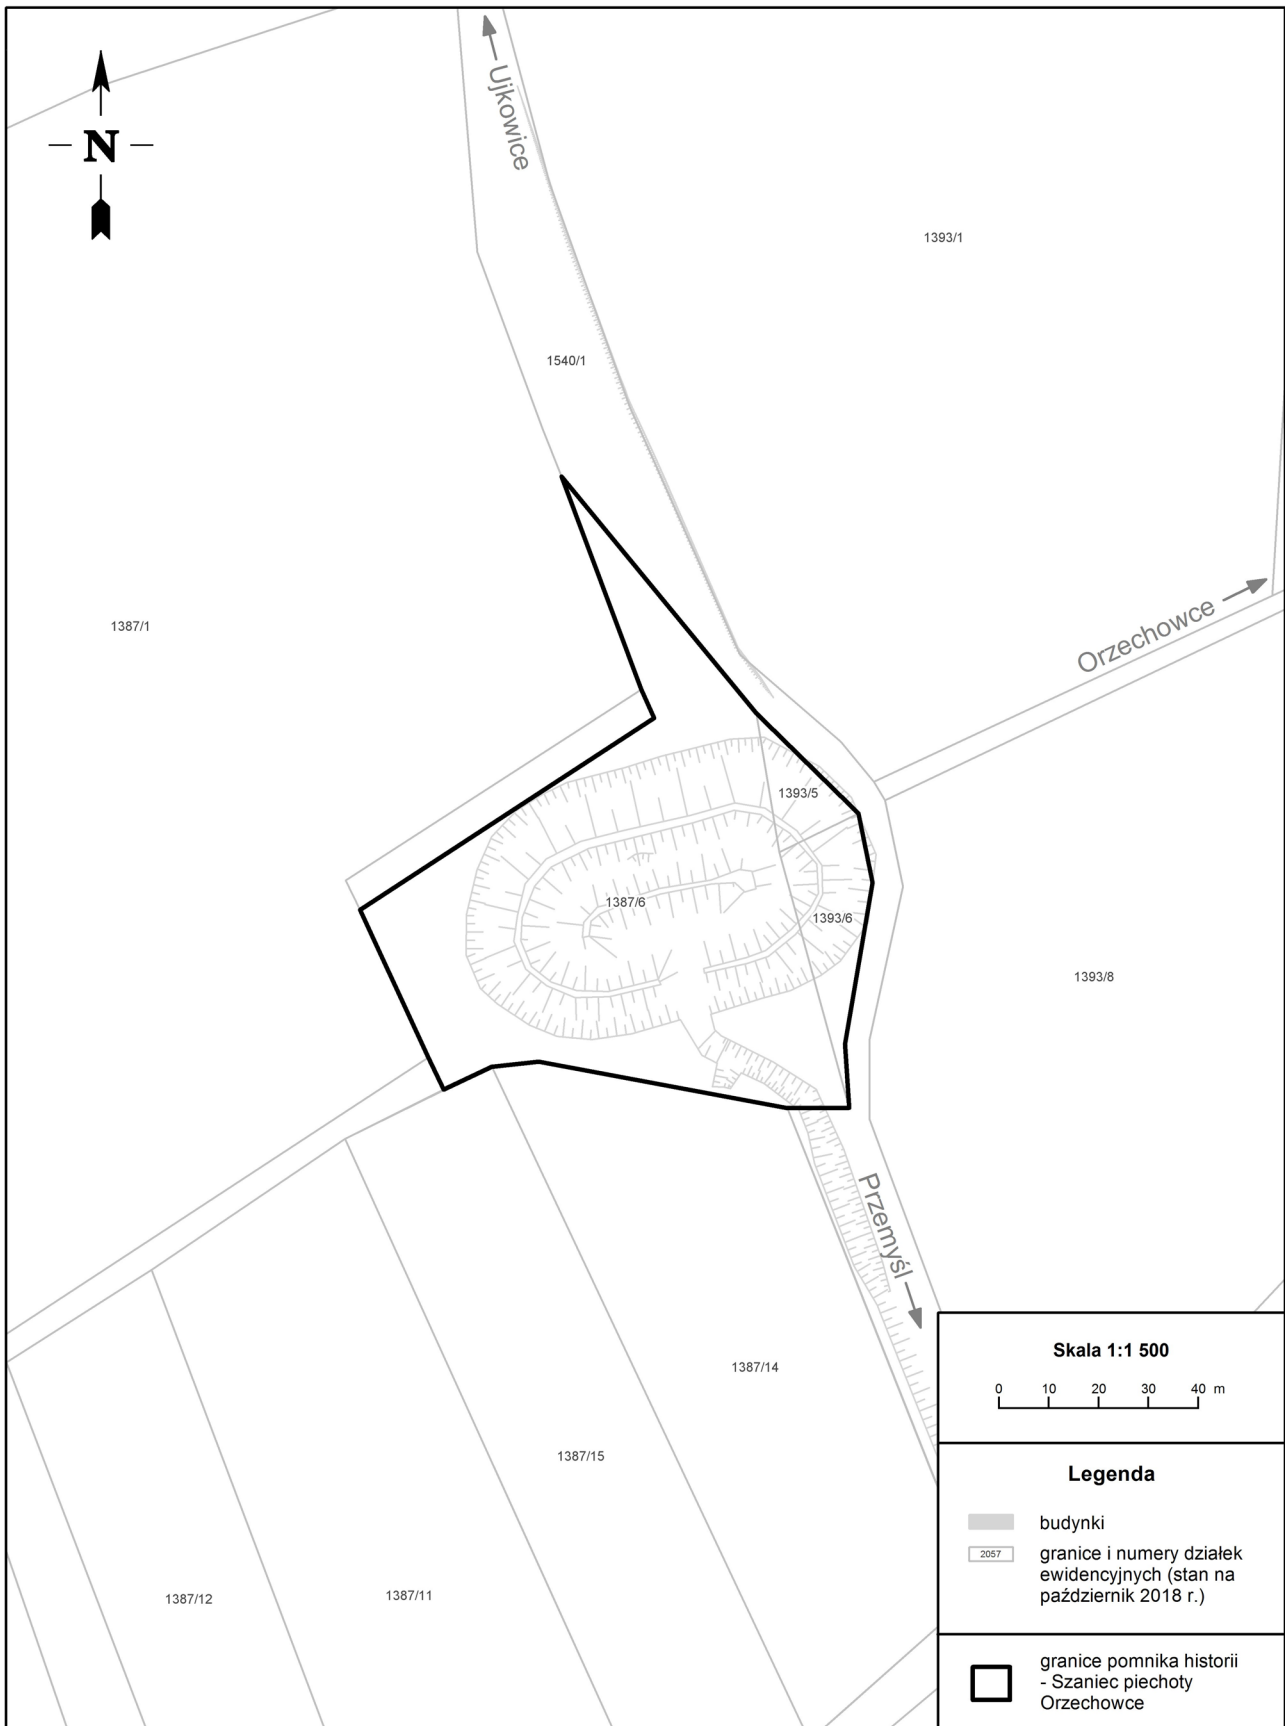 Ujkowice
N
1393/1
1540/1
Orzechowce
1387/1
1393/5
1387/6
1393/6
1393/8
Przemyśl
1387/14
1387/15
1387/12
1387/11
Skala 1:1 500
0 10 20 30 40 m
Legenda
budynki
2057
granice i numery działek
ewidencyjnych (stan na
październik 2018 r.)
granice pomnika historii
- Szaniec piechoty
Orzechowce